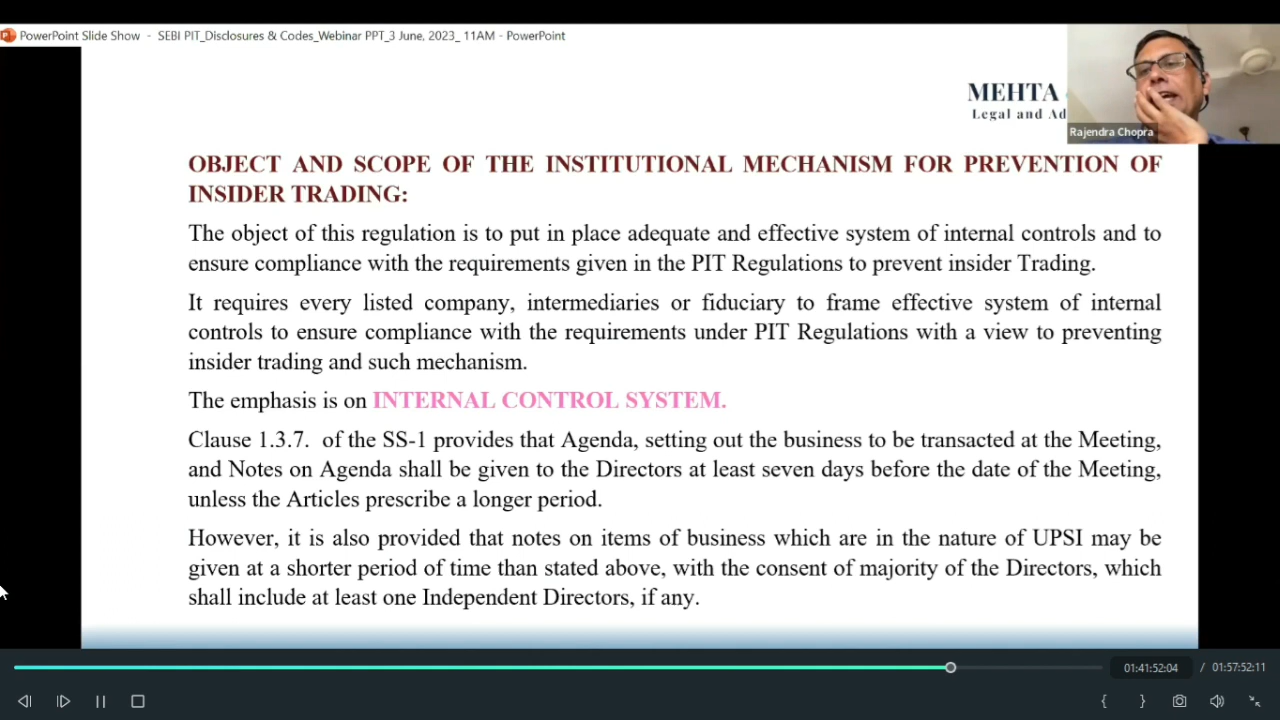 PowerPoint Slide Show - SEBI PIT_Disclosures & Codes_Webinar PPT_3 June, 2023_ 11AM - PowerPoint
MEHTA
Legal and Ad
Rajendra Chopra
OBJECT AND SCOPE OF THE INSTITUTIONAL MECHANISM FOR PREVENTION OF
INSIDER TRADING:
The object of this regulation is to put in place adequate and effective system of internal controls and to
ensure compliance with the requirements given in the PIT Regulations to prevent insider Trading.
It requires every listed company, intermediaries or fiduciary to frame effective system of internal
controls to ensure compliance with the requirements under PIT Regulations with a view to preventing
insider trading and such mechanism.
The emphasis is on INTERNAL CONTROL SYSTEM.
Clause 1.3.7. of the SS-1 provides that Agenda, setting out the business to be transacted at the Meeting,
and Notes on Agenda shall be given to the Directors at least seven days before the date of the Meeting,
unless the Articles prescribe a longer period.
However, it is also provided that notes on items of business which are in the nature of UPSI may be
given at a shorter period of time than stated above, with the consent of majority of the Directors, which
shall include at least one Independent Directors, if any.
01:41:52:04 / 01:57:52:11